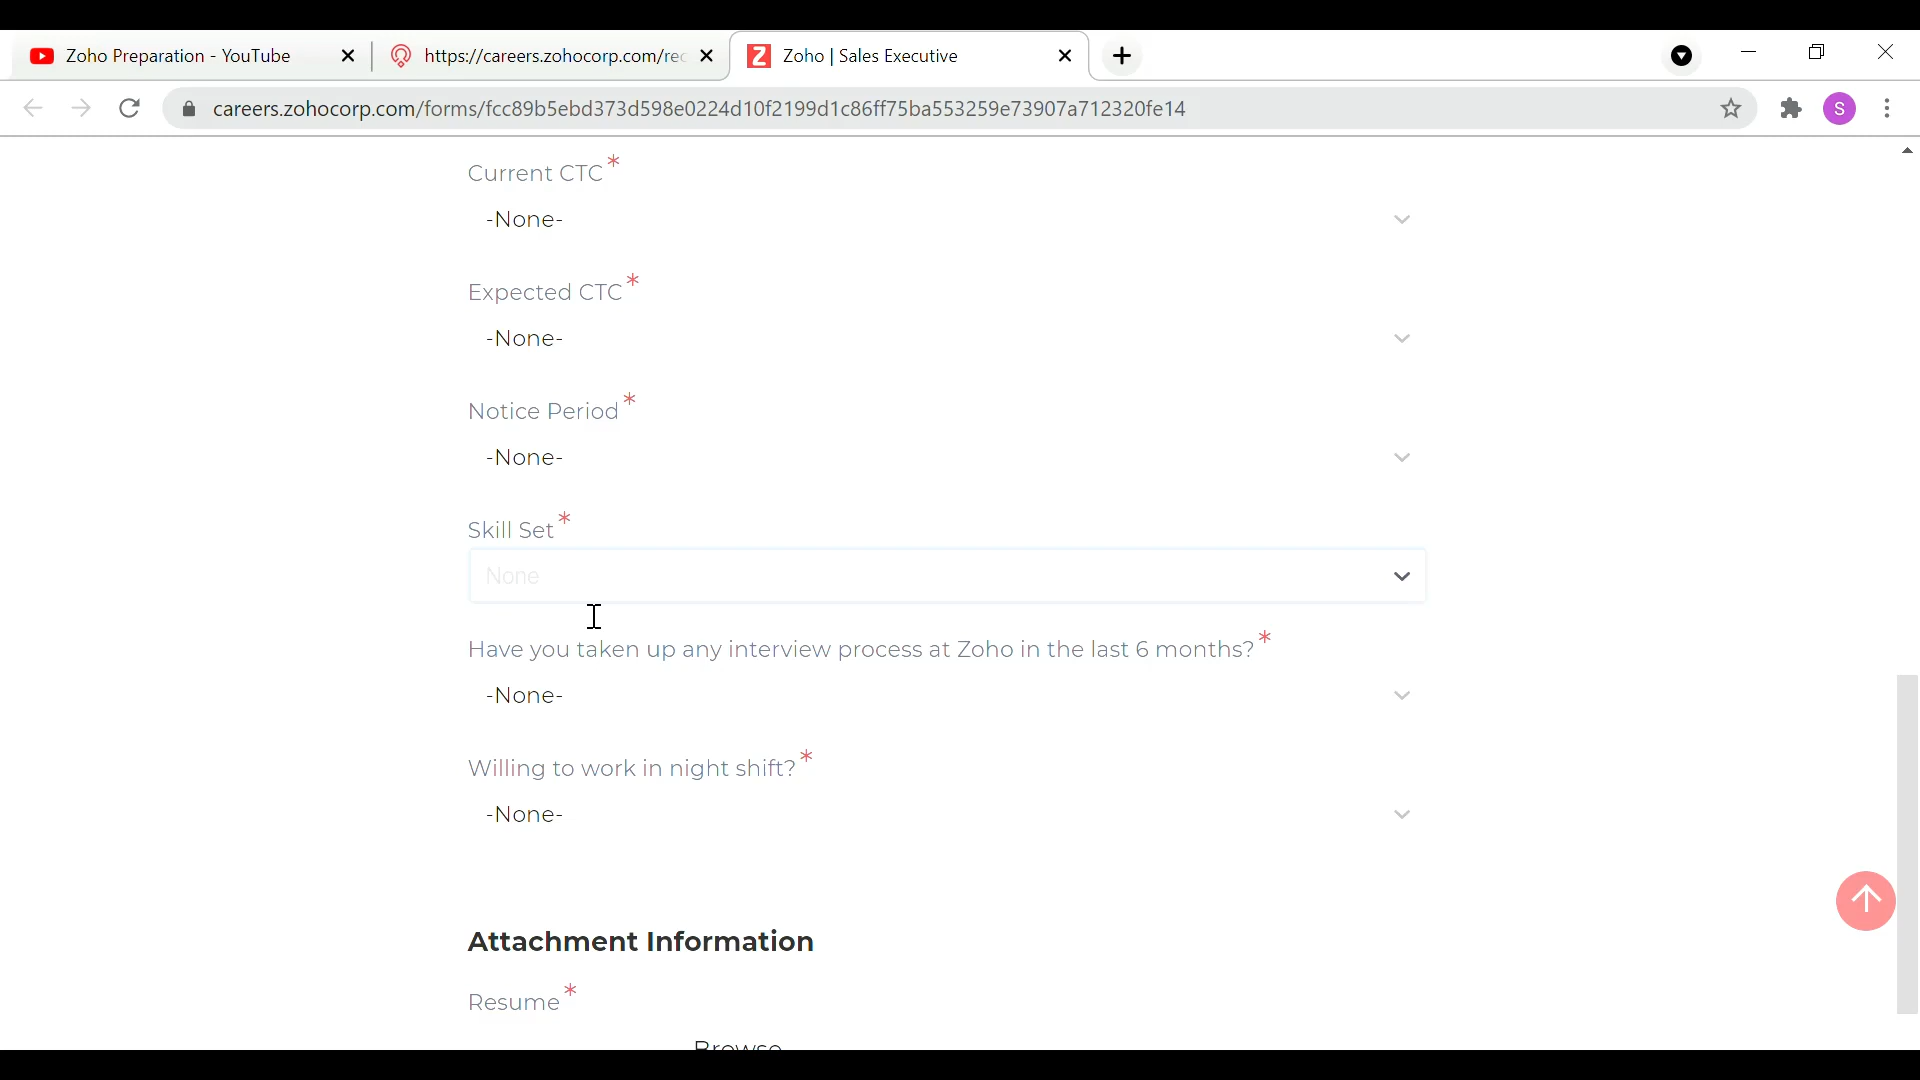 Zoho Preparation - YouTube
https://careers.zohocorp.com/rec
Zoho | Sales Executive
careers.zohocorp.com/forms/fcc89b5ebd373d598e0224d10f2199d1c86ff75ba553259e73907a712320fe14
S
Current CTC*
-None-
Expected CTC*
-None-
Notice Period*
-None-
Skill Set*
None
Have you taken up any interview process at Zoho in the last 6 months?*
-None-
Willing to work in night shift?*
-None-
Attachment Information
Resume*
Browse